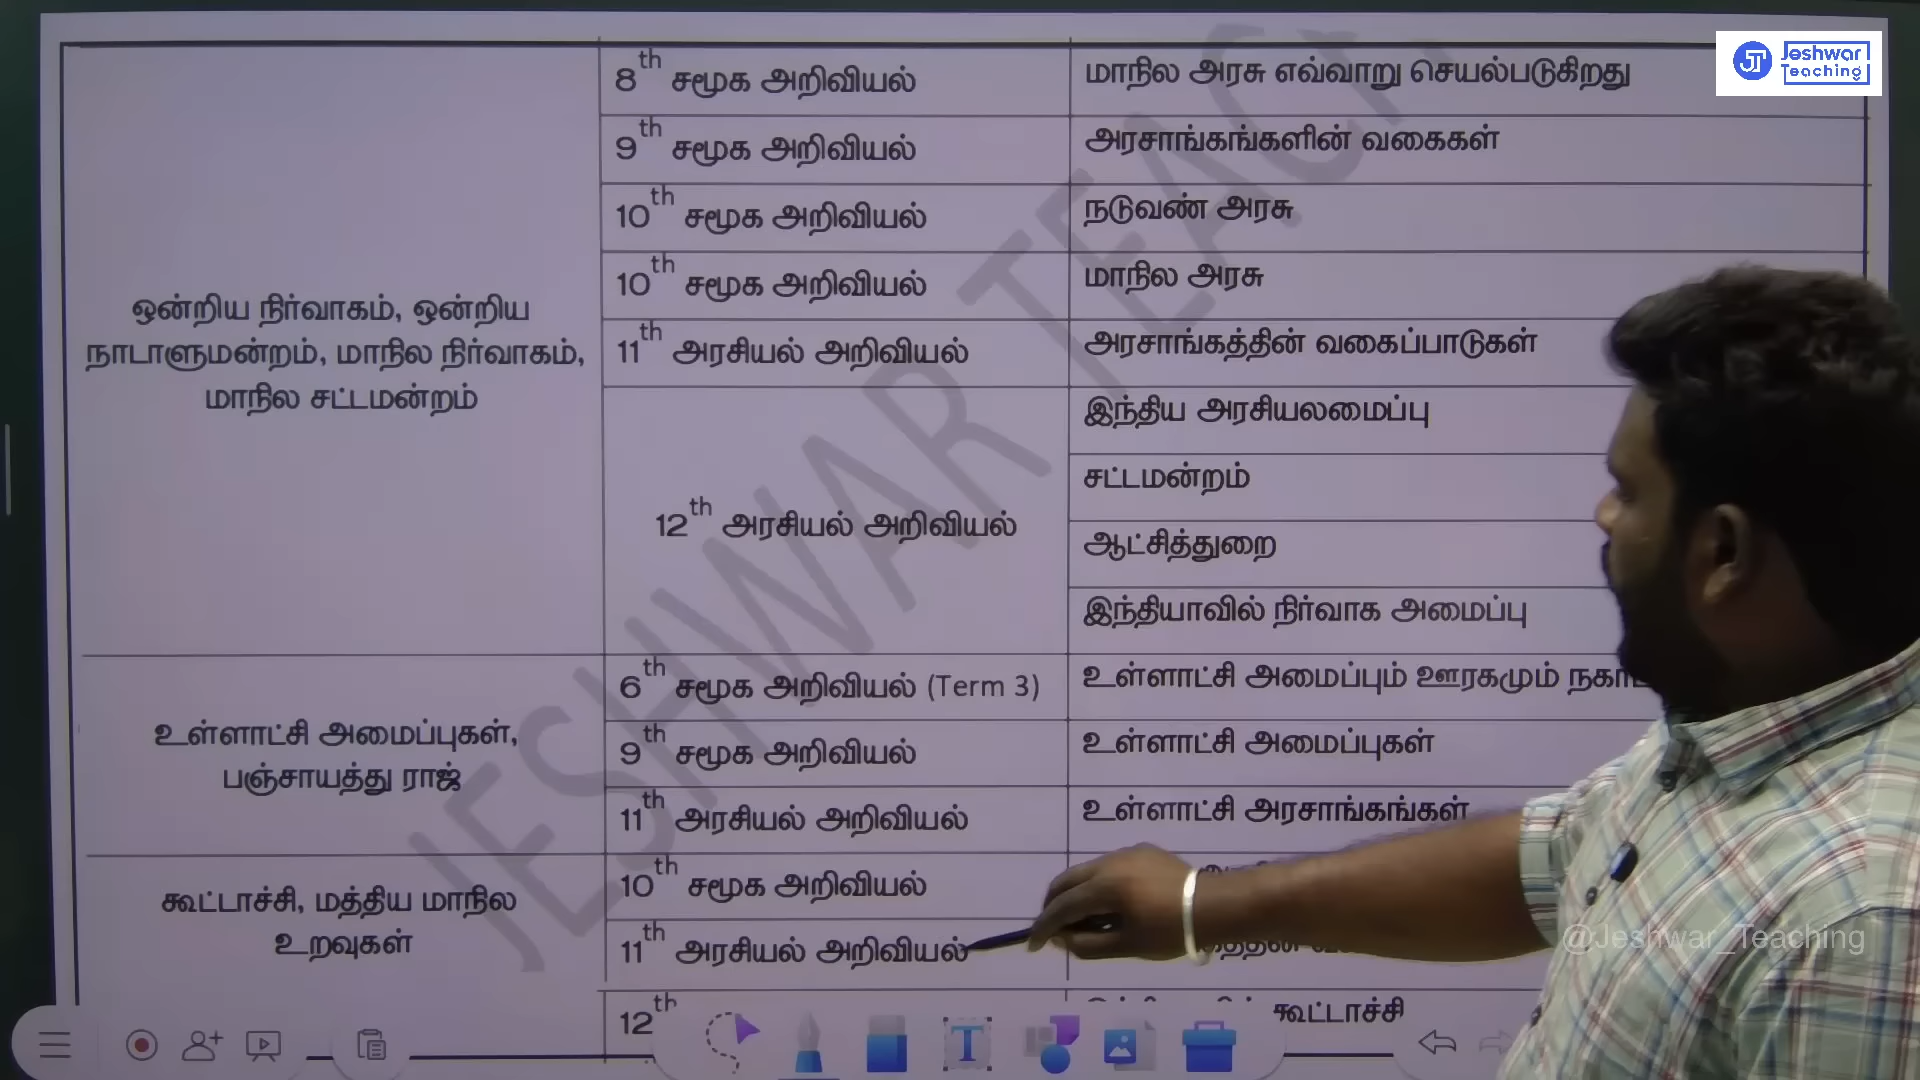 Jeshwar
Teaching
8th சமூக அறிவியல்
மாநில அரசு எவ்வாறு செயல்படுகிறது
9th சமூக அறிவியல்
அரசாங்கங்களின் வகைகள்
10th சமூக அறிவியல்
நடுவண் அரசு
10th சமூக அறிவியல்
மாநில அரசு
ஒன்றிய நிர்வாகம், ஒன்றிய
நாடாளுமன்றம், மாநில நிர்வாகம்,
மாநில சட்டமன்றம்
11th அரசியல் அறிவியல்
அரசாங்கத்தின் வகைப்பாடுகள்
12th அரசியல் அறிவியல்
இந்திய அரசியலமைப்பு
சட்டமன்றம்
ஆட்சித்துறை
இந்தியாவில் நிர்வாக அமைப்பு
உள்ளாட்சி அமைப்புகள்,
பஞ்சாயத்து ராஜ்
6th சமூக அறிவியல் (Term 3)
உள்ளாட்சி அமைப்பும் ஊரகமும்
9th சமூக அறிவியல்
உள்ளாட்சி அமைப்புகள்
11th அரசியல் அறிவியல்
உள்ளாட்சி அரசாங்கங்கள்
கூட்டாச்சி, மத்திய மாநில
உறவுகள்
10th சமூக அறிவியல்
11th அரசியல் அறிவியல்
12th
கூட்டாச்சி
JESHWAR
@Jeshwar_Teaching